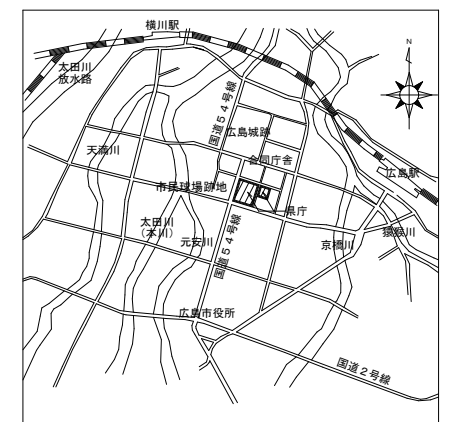 横川駅
N
太田川
放水路
国道54号線
広島城跡
天満川
合同庁舎
広島駅
市民球場跡地
県庁
太田川
(本川)
元安川
国道54号線
京橋川
猿猴川
広島市役所
国道2号線